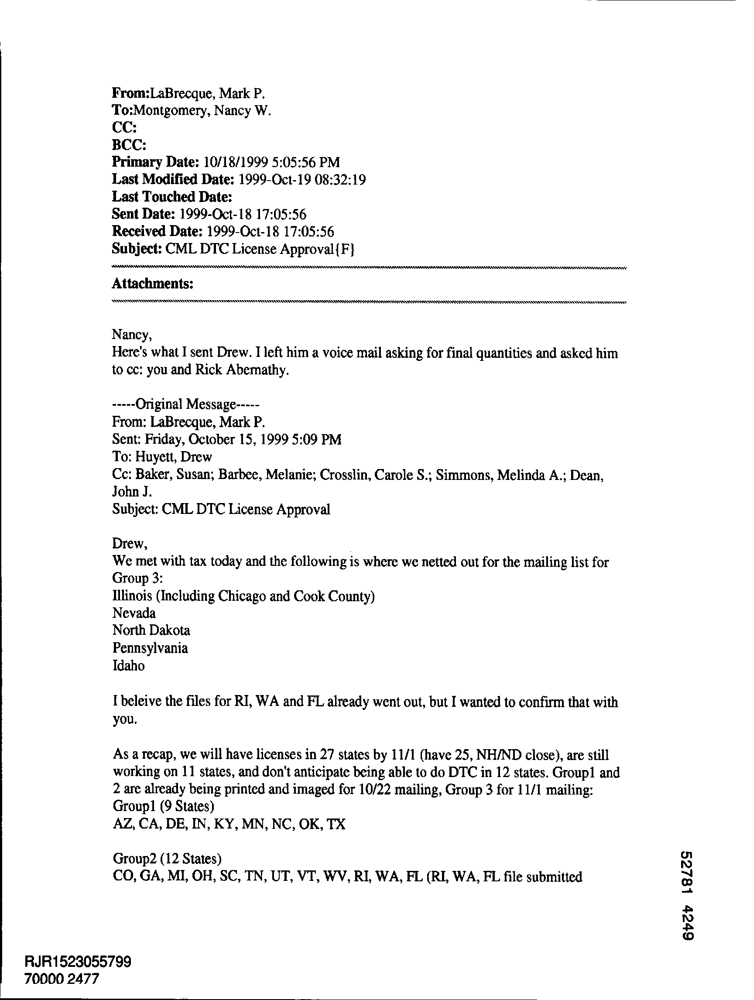 From:LaBrecque, Mark P.
To:Montgomery, Nancy W.
CC:
BCC:
Primary Date: 10/18/1999 5:05:56 PM
Last Modified Date: 1999-Oct-19 08:32:19
Last Touched Date:
Sent Date: 1999-Oct-18 17:05:56
Received Date: 1999-Oct-18 17:05:56
Subject: CML DTC License Approval{F}
Attachments:
Nancy,
Here's what I sent Drew. I left him a voice mail asking for final quantities and asked him
to cc: you and Rick Abernathy.
-----Original Message-----
From: LaBrecque, Mark P.
Sent: Friday, October 15, 1999 5:09 PM
To: Huyett, Drew
Cc: Baker, Susan; Barbee, Melanie; Crosslin, Carole S.; Simmons, Melinda A.; Dean,
John J.
Subject: CML DTC License Approval
Drew,
We met with tax today and the following is where we netted out for the mailing list for
Group 3:
Illinois (Including Chicago and Cook County)
Nevada
North Dakota
Pennsylvania
Idaho
I beleive the files for RI, WA and FL already went out, but I wanted to confirm that with
you.
As a recap, we will have licenses in 27 states by 11/1 (have 25, NH/ND close), are still
working on 11 states, and don't anticipate being able to do DTC in 12 states. Group1 and
2 are already being printed and imaged for 10/22 mailing, Group 3 for 11/1 mailing:
Group1 (9 States)
AZ, CA, DE, IN, KY, MN, NC, OK, TX
Group2 (12 States)
CO, GA, MI, OH, SC, TN, UT, VT, WV, RI, WA, FL (RI, WA, FL file submitted
52781 4249
RJR1523055799
70000 2477